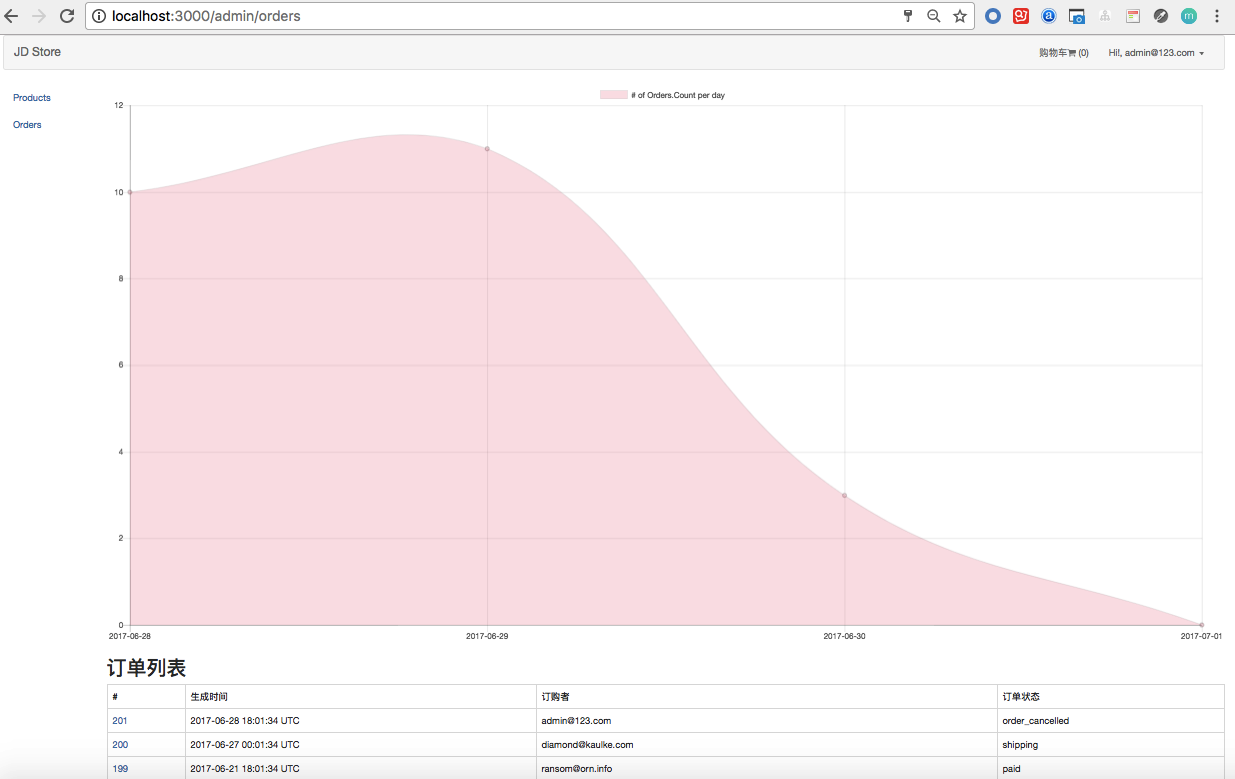 localhost:3000/admin/orders
JD Store
购物车 (0)
Hi!, admin@123.com
Products
Orders
# of Orders.Count per day
12
10
8
6
4
2
0
2017-06-28
2017-06-29
2017-06-30
2017-07-01
订单列表
# 生成时间 订购者 订单状态
201 2017-06-28 18:01:34 UTC admin@123.com order_cancelled
200 2017-06-27 00:01:34 UTC diamond@kaulke.com shipping
199 2017-06-21 18:01:34 UTC ransom@orn.info paid